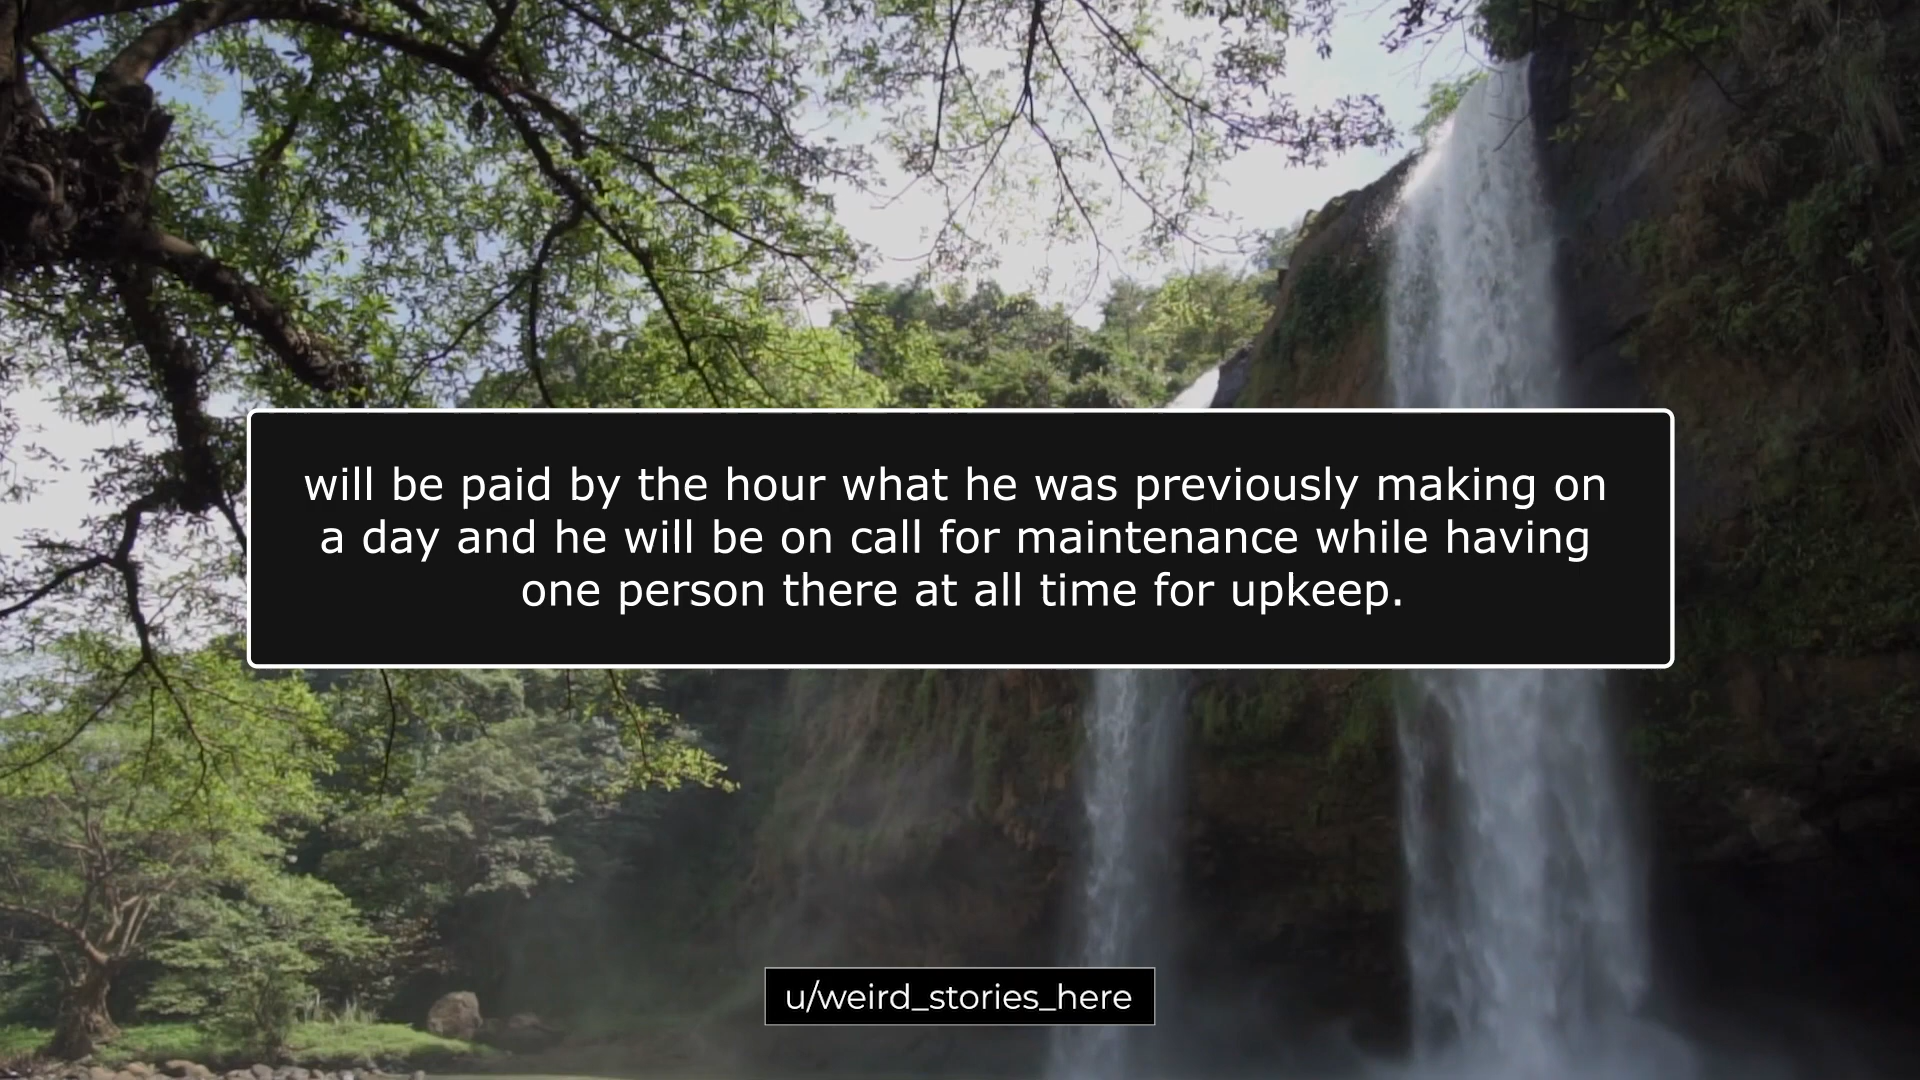 will be paid by the hour what he was previously making on
a day and he will be on call for maintenance while having
one person there at all time for upkeep.
u/weird_stories_here